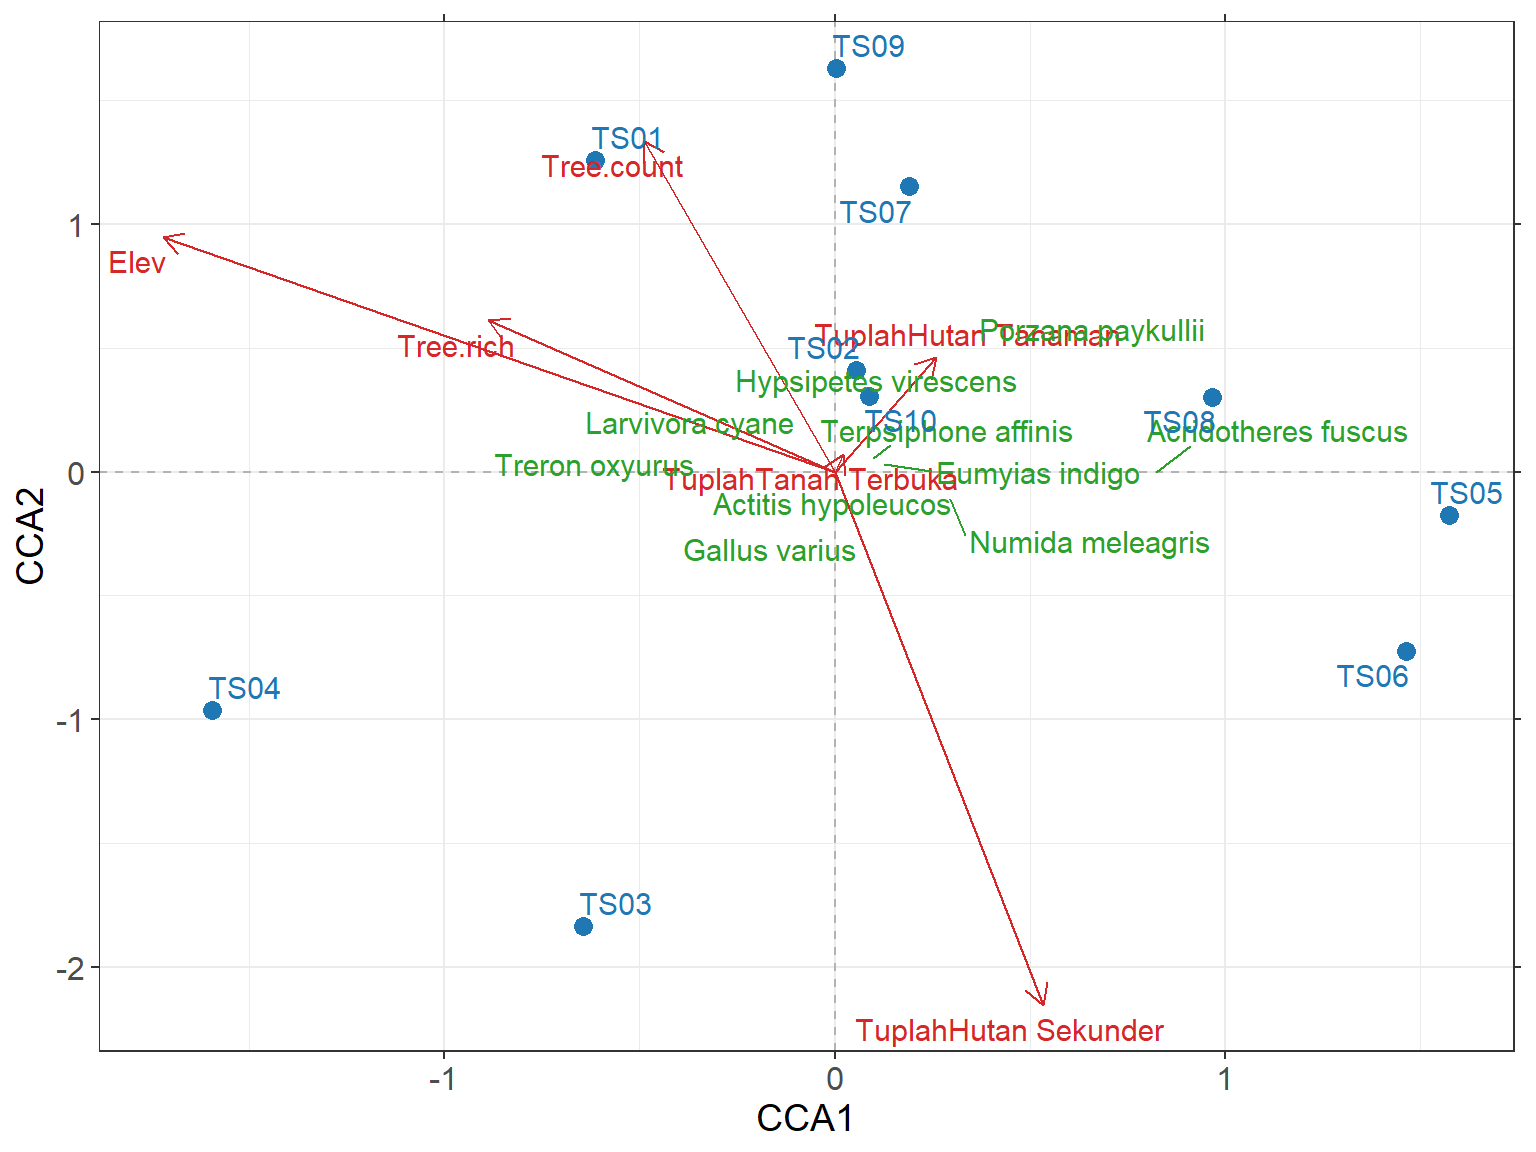 TS09
TS01
Tree.count
TS07
1
Elev
Porzana paykullii
TuplahHutan Tanaman
Tree.rich
TS02
Hypsipetes virescens
Larvivora cyane
TS10
TS08
Terpsiphone affinis
Acridotheres fuscus
Treron oxyurus
0
Eumyias indigo
TuplahTanah Terbuka
TS05
Actitis hypoleucos
CCA2
Numida meleagris
Gallus varius
TS06
TS04
-1
TS03
-2
TuplahHutan Sekunder
-1
0
1
CCA1